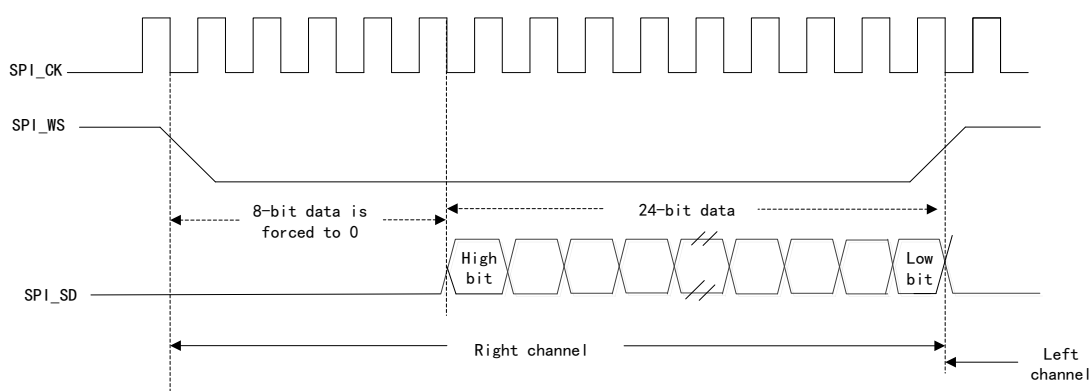 SPI_CK
SPI_WS
8-bit data is
forced to 0
24-bit data
High
bit
Low
bit
SPI_SD
Right channel
Left
channel